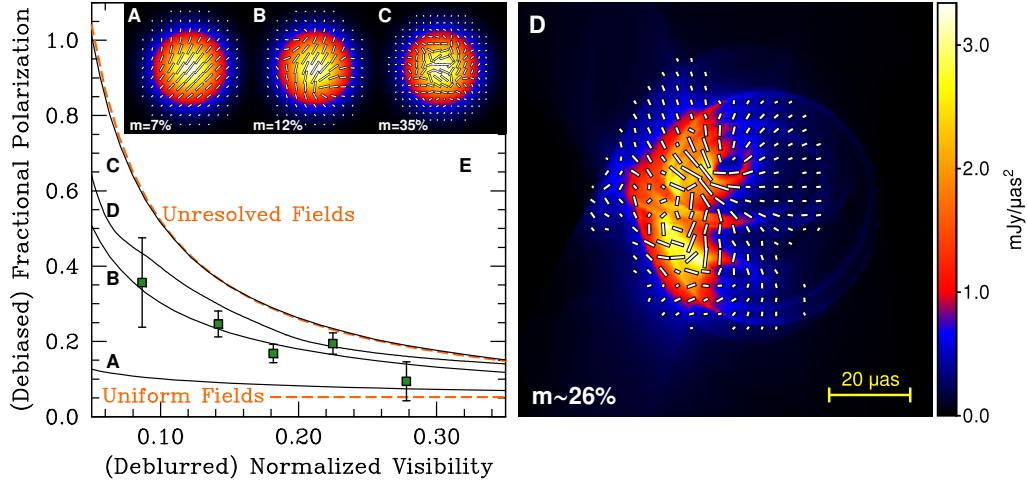 A
B
C
m=7%
m=12%
m=35%
E
C
D
B
A
Unresolved Fields
Uniform Fields
1.0
0.8
0.6
0.4
0.2
0.0
0.10
0.20
0.30
(Debiased) Fractional Polarization
(Deblurred) Normalized Visibility
D
m~26%
20 μas
3.0
2.0
1.0
0.0
mJy/μas²